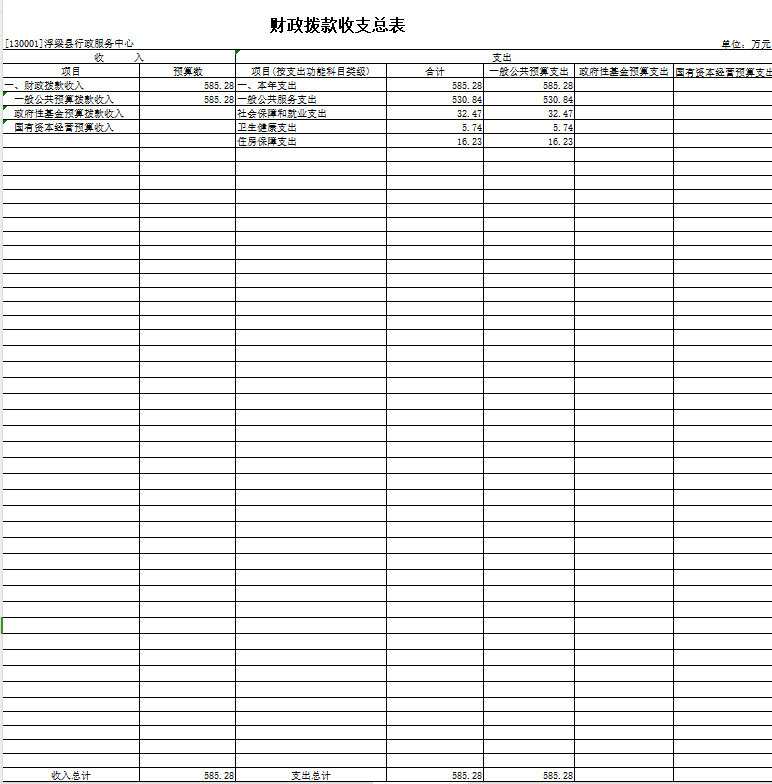 财政拨款收支总表
[130001]浮梁县行政服务中心 单位：万元
收 入 支出
项目 预算数 项目(按支出功能科目类级) 合计 一般公共预算支出 政府性基金预算支出 国有资本经营预算支出
一、财政拨款收入 585.28 一、本年支出 585.28 585.28
一般公共预算拨款收入 585.28 一般公共服务支出 530.84 530.84
政府性基金预算拨款收入 社会保障和就业支出 32.47 32.47
国有资本经营预算收入 卫生健康支出 5.74 5.74
住房保障支出 16.23 16.23
收入总计 585.28 支出总计 585.28 585.28